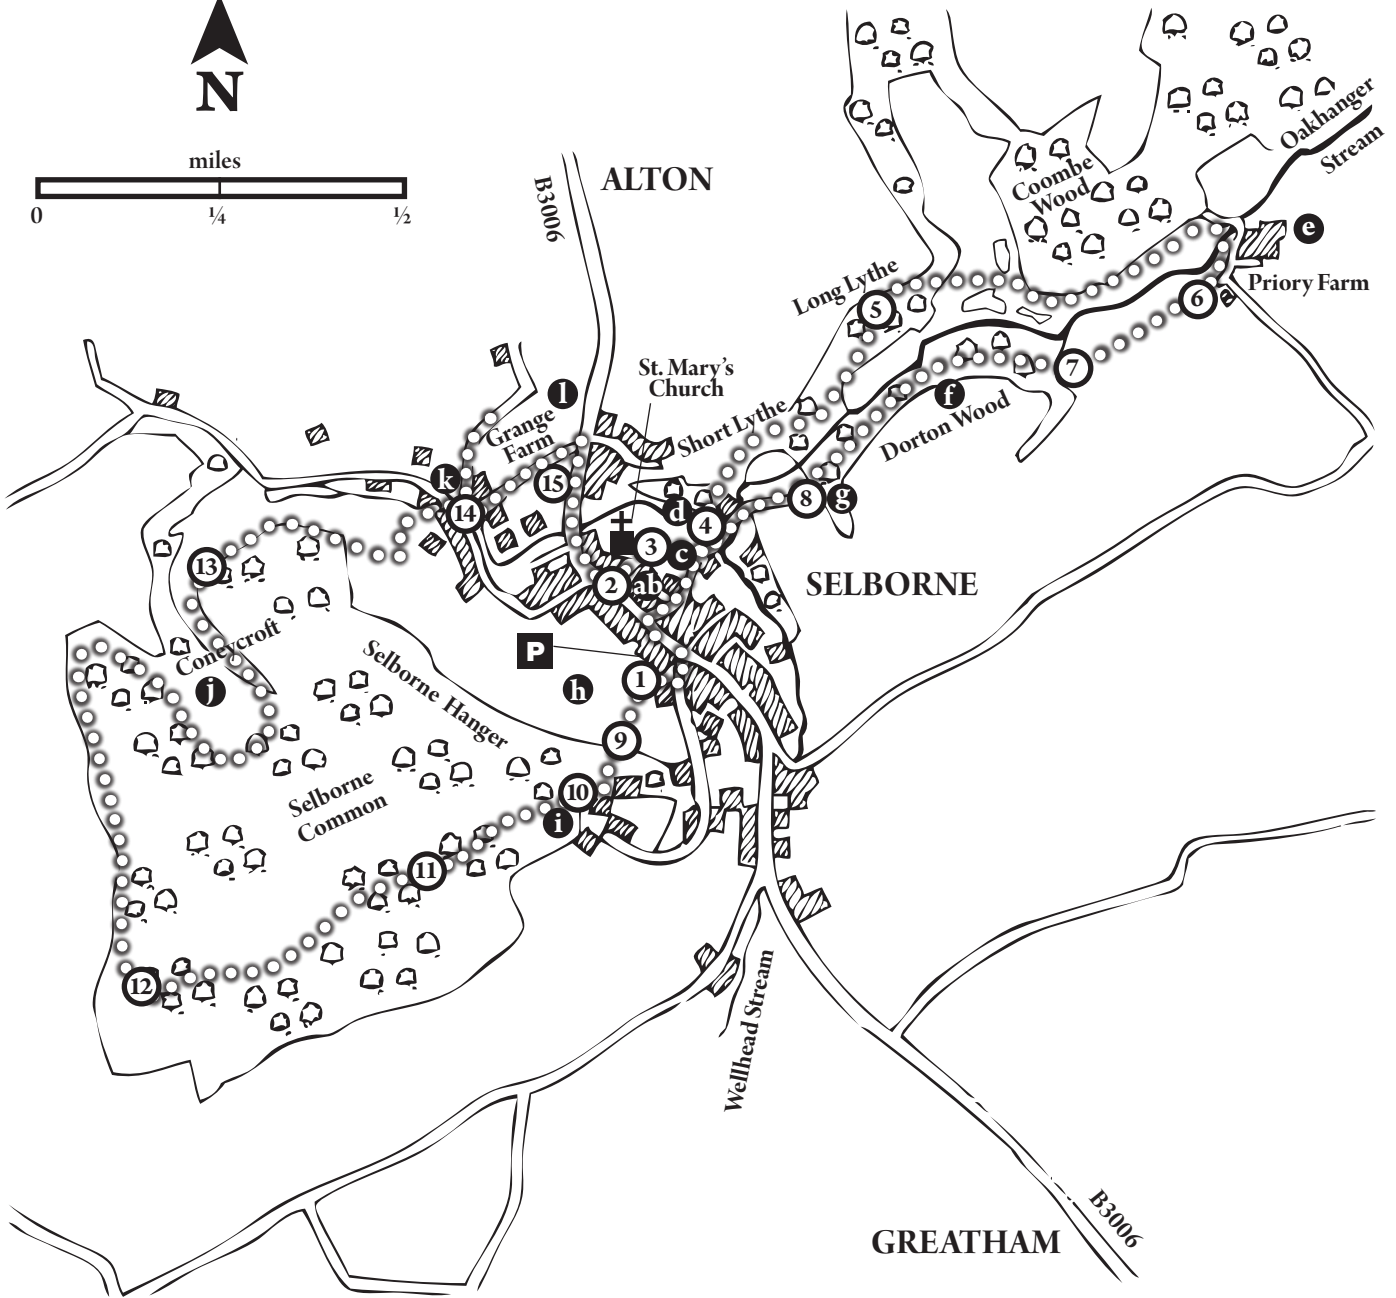 N
miles
0 ¼ ½
ALTON
B3006
Coombe
Wood
Oakhanger
Stream
e
Priory Farm
Long Lythe
5
6
7
St. Mary's
Church
l
Grange
Farm
Short Lythe
f
Dorton Wood
k
15
14
d
4
8
g
3
c
2
ab
SELBORNE
13
Coneycroft
j
Selborne Hanger
P
h
1
9
10
i
Selborne
Common
11
12
Wellhead Stream
GREATHAM
B3006